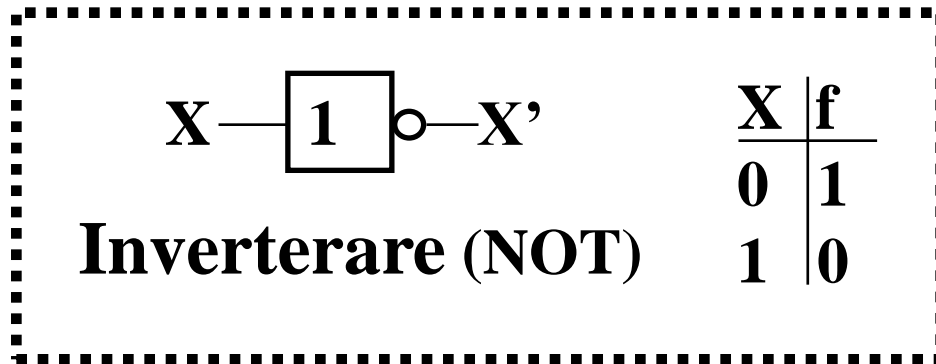 X 1 X’
Inverterare (NOT)
X f
0 1
1 0